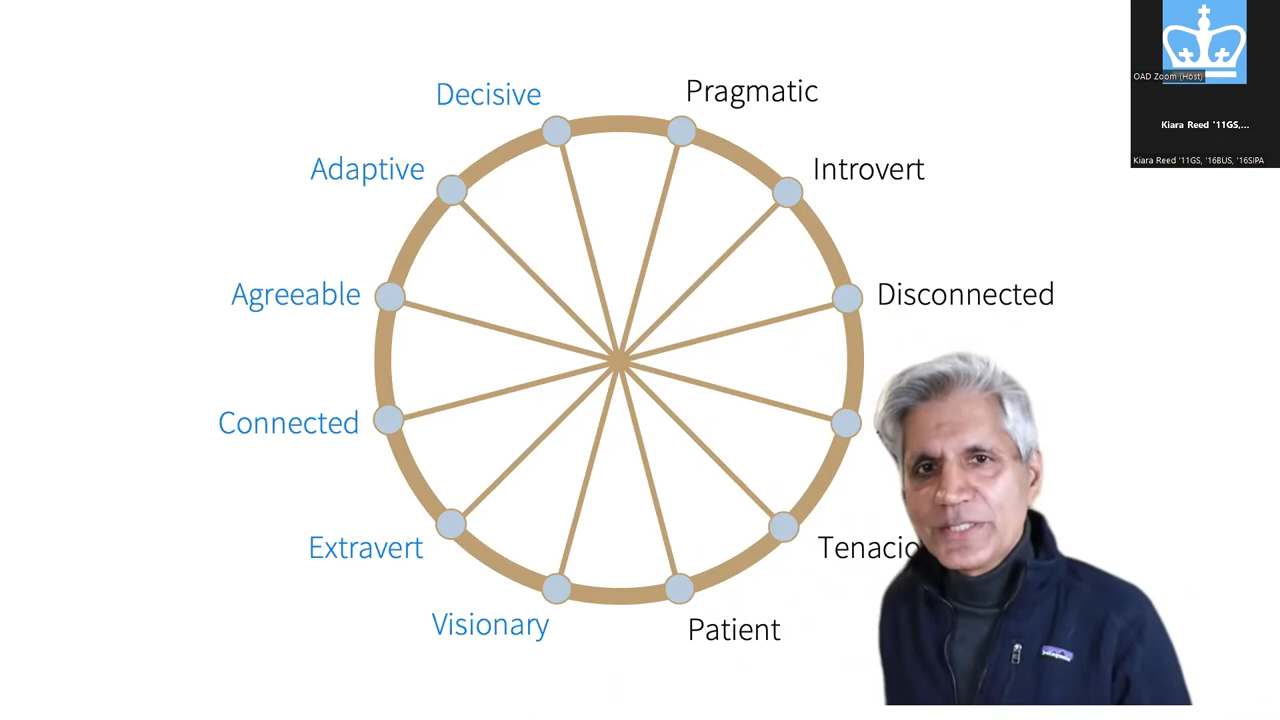 Decisive
Pragmatic
Adaptive
Introvert
Agreeable
Disconnected
Connected
Extravert
Visionary
Patient
OAD Zoom (Host)
Kiara Reed '11GS,...
Kiara Reed '11GS, '16BUS, '16SIPA
patagonia